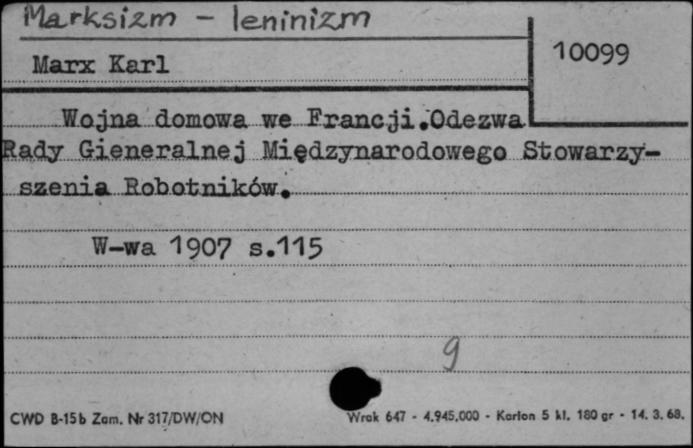 Marksizm - leninizm
Marx Karl
10099
Wojna domowa we Francji.Odezwa
Rady Gieneralnej Międzynarodowego Stowarzy-
szenia Robotników.
W-wa 1907 s.115
9
CWD B-15b Zam. Nr 317/DW/ON
Wrak 647 - 4.945.000 - Karton 5 kl. 180 gr - 14. 3. 68.